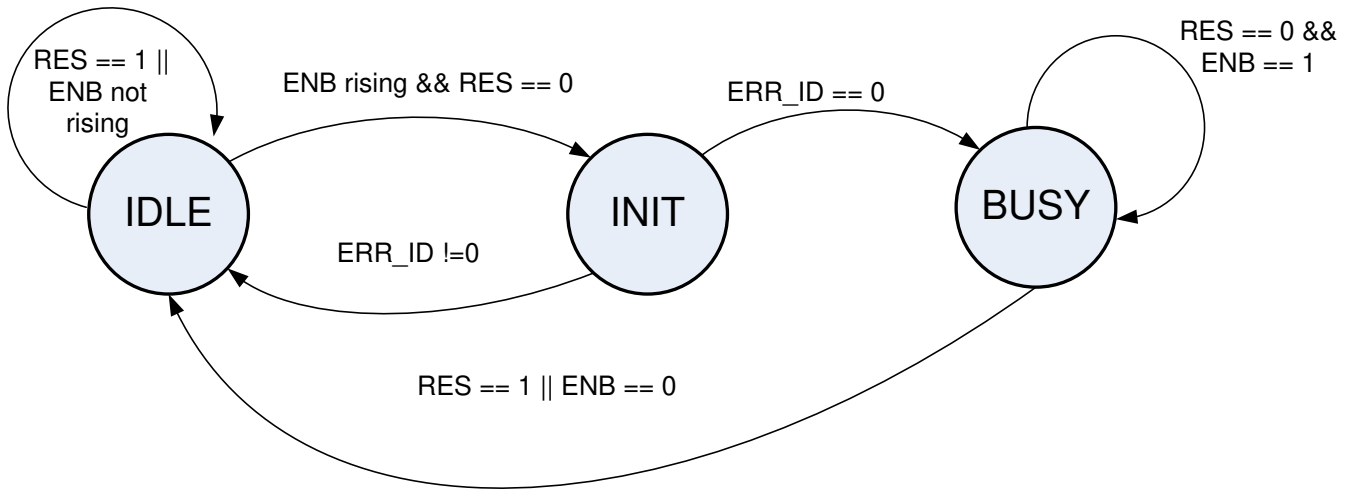 RES == 1 ||
ENB not
rising
ENB rising && RES == 0
ERR_ID == 0
RES == 0 &&
ENB == 1
IDLE
INIT
BUSY
ERR_ID !=0
RES == 1 || ENB == 0